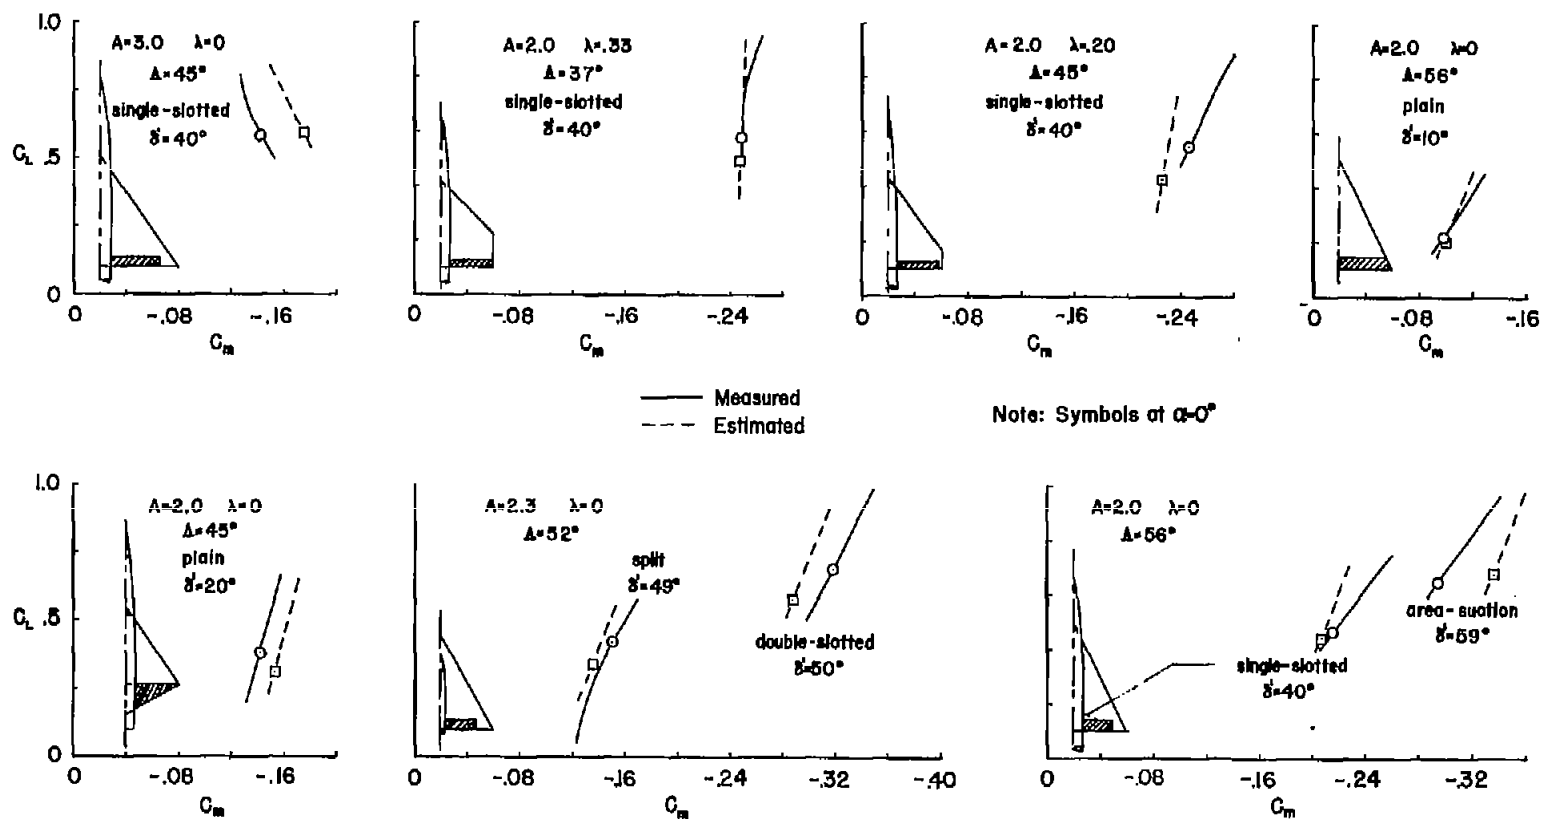 1.0
A=3.0 λ=0
Λ=45°
single-slotted
δ=40°
C_L .5
0
0 -.08 -.16
C_m
A=2.0 λ=.33
Λ=37°
single-slotted
δ=40°
0 -.08 -.16 -.24
C_m
A=2.0 λ=.20
Λ=45°
single-slotted
δ=40°
0 -.08 -.16 -.24
C_m
A=2.0 λ=0
Λ=56°
plain
δ=10°
0 -.08 -.16
C_m
Measured
Estimated
Note: Symbols at α=0°
1.0
A=2.0 λ=0
Λ=45°
plain
δ=20°
C_L .5
0
0 -.08 -.16
C_m
A=2.3 λ=0
Λ=52°
split
δ=49°
double-slotted
δ=50°
0 -.08 -.16 -.24 -.32 -.40
C_m
A=2.0 λ=0
Λ=56°
area-suation
δ=59°
single-slotted
δ=40°
0 -.08 -.16 -.24 -.32
C_m